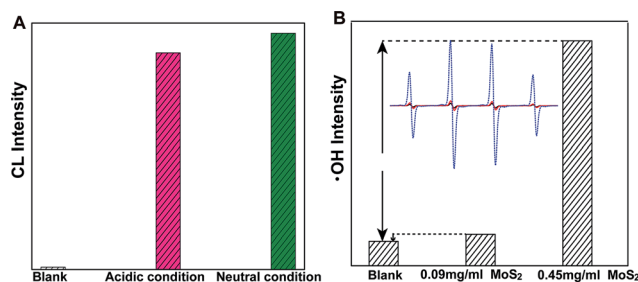 A
CL Intensity
Blank Acidic condition Neutral condition
B
•OH Intensity
Blank 0.09mg/ml MoS₂ 0.45mg/ml MoS₂